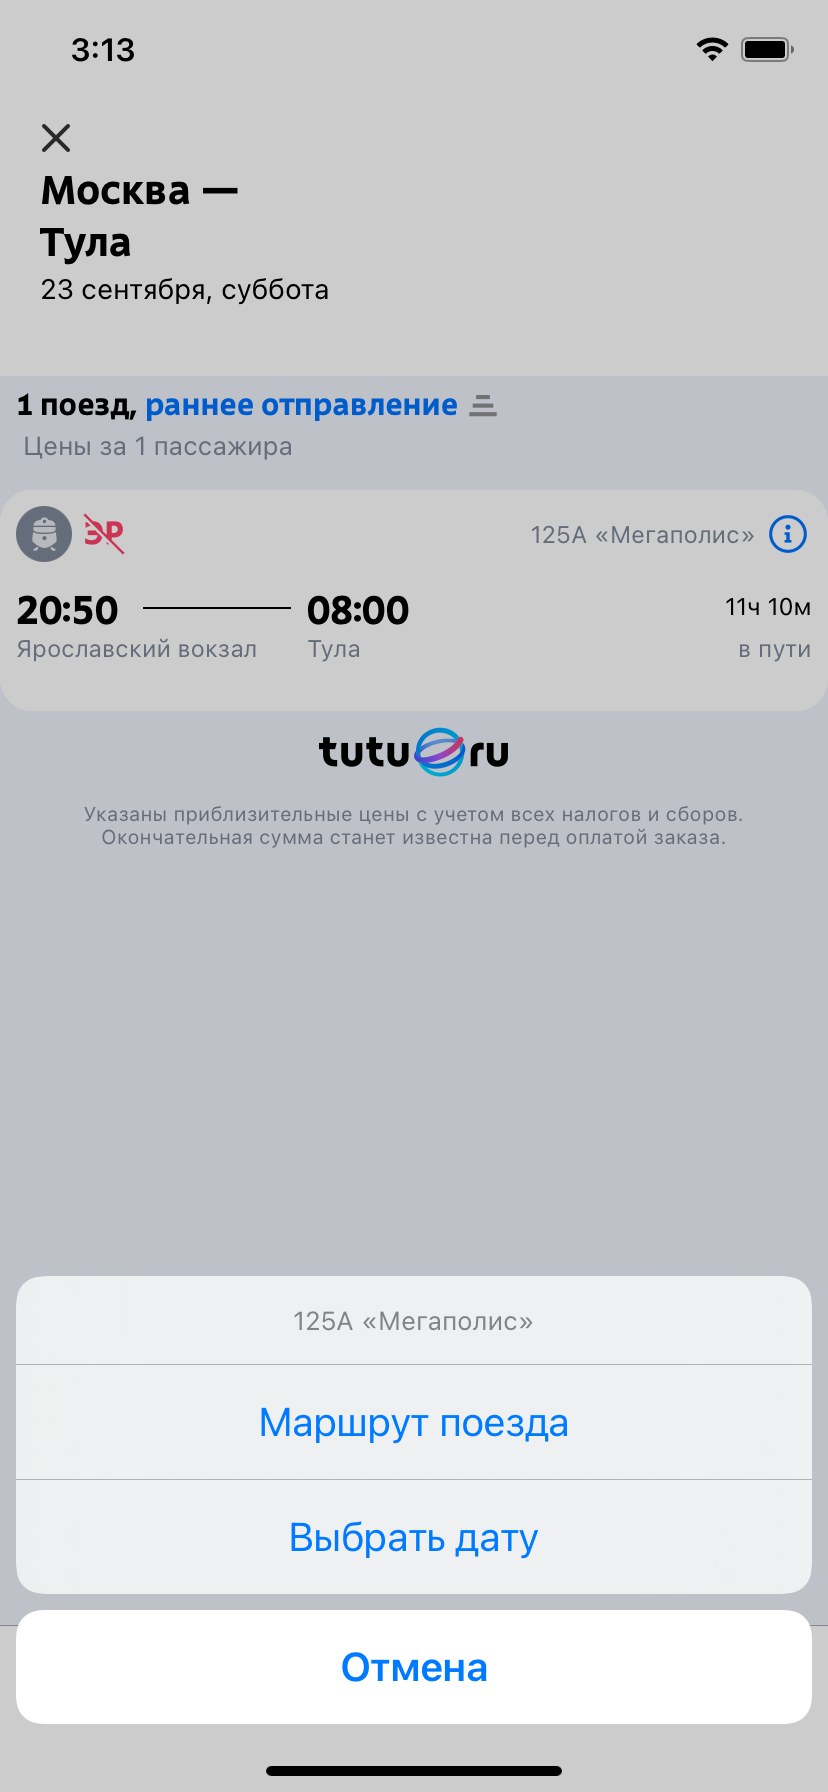 3:13
Москва —
Тула
23 сентября, суббота
1 поезд, раннее отправление
Цены за 1 пассажира
ЭР 125А «Мегаполис»
20:50 08:00 11ч 10м
Ярославский вокзал Тула в пути
tutu ru
Указаны приблизительные цены с учетом всех налогов и сборов.
Окончательная сумма станет известна перед оплатой заказа.
125А «Мегаполис»
Маршрут поезда
Выбрать дату
Отмена